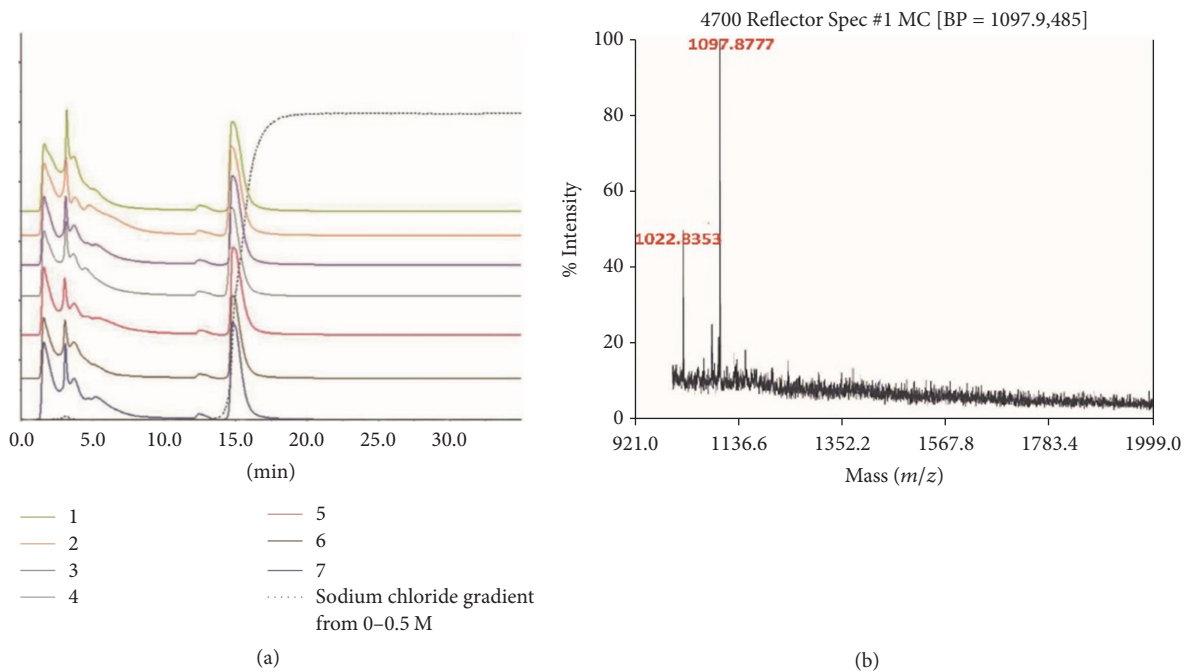 0.0 5.0 10.0 15.0 20.0 25.0 30.0
(min)
1
2
3
4
5
6
7
Sodium chloride gradient
from 0–0.5 M
(a)
4700 Reflector Spec #1 MC [BP = 1097.9,485]
1097.8777
1022.8353
% Intensity
100
80
60
40
20
0
921.0 1136.6 1352.2 1567.8 1783.4 1999.0
Mass (m/z)
(b)